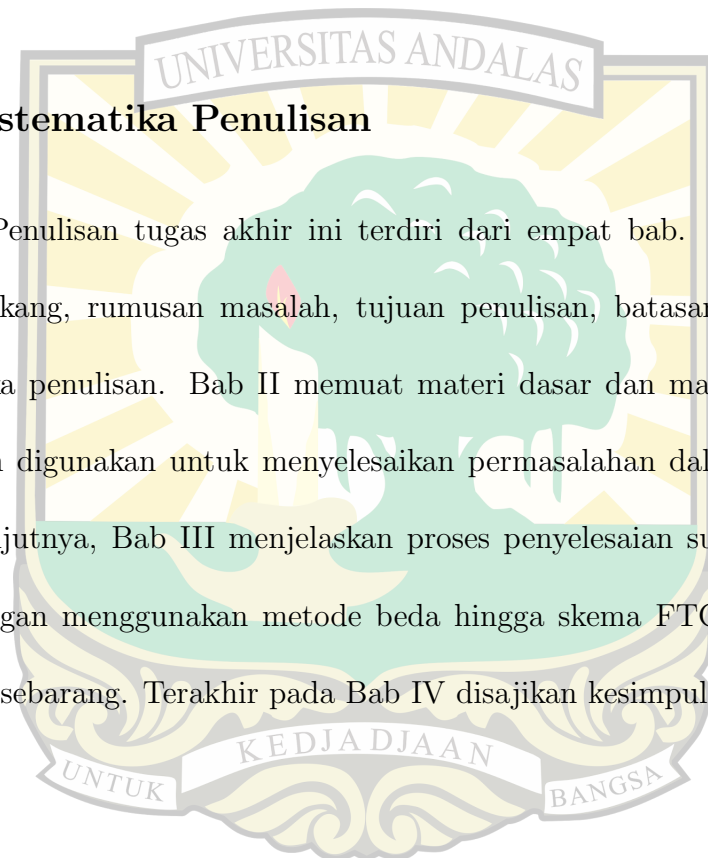 UNIVERSITAS ANDALAS
stematika Penulisan
Penulisan tugas akhir ini terdiri dari empat bab.
kang, rumusan masalah, tujuan penulisan, batasan
a penulisan. Bab II memuat materi dasar dan ma
digunakan untuk menyelesaikan permasalahan dal
jutnya, Bab III menjelaskan proses penyelesaian su
gan menggunakan metode beda hingga skema FTC
sebarang. Terakhir pada Bab IV disajikan kesimpul
UNTUK KEDJADJAAN BANGSA